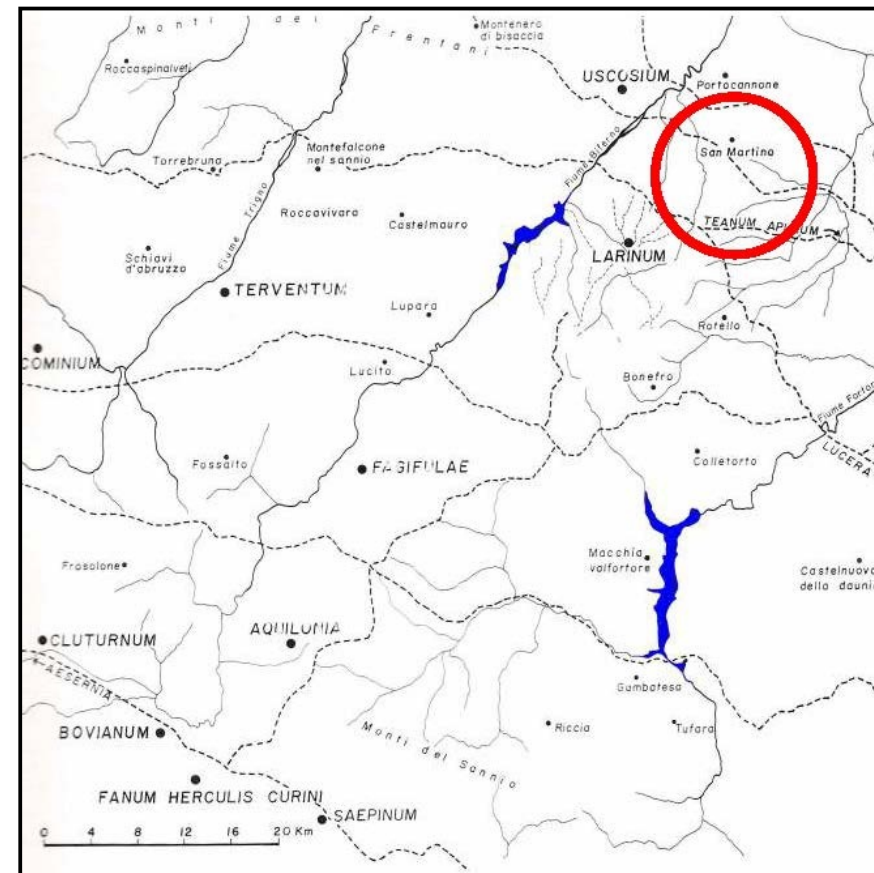 Monti dei Frentani
Montenero
di bisaccia
Roccaspinalveti
USCOSIUM
Portocannone
San Martino
Fiume Biferno
Torrebruna
Montefalcone
nel sannio
Fiume Trigno
Roccavivara
Castelmauro
TEANUM APULUM
LARINUM
Schiavi
d'abruzzo
TERVENTUM
Lupara
Rotello
COMINIUM
Lucito
Bonefro
Fiume Fortor
Fossalto
FAGIFULAE
Colletorto
LUCERA
Frosolone
Macchia
valfortore
Castelnuovo
della daunia
CLUTURNUM
AQUILONIA
AESERNIA
Gambatesa
BOVIANUM
Riccia
Tufara
Monti del Sannio
FANUM HERCULIS CURINI
SAEPINUM
0 4 8 12 16 20 Km